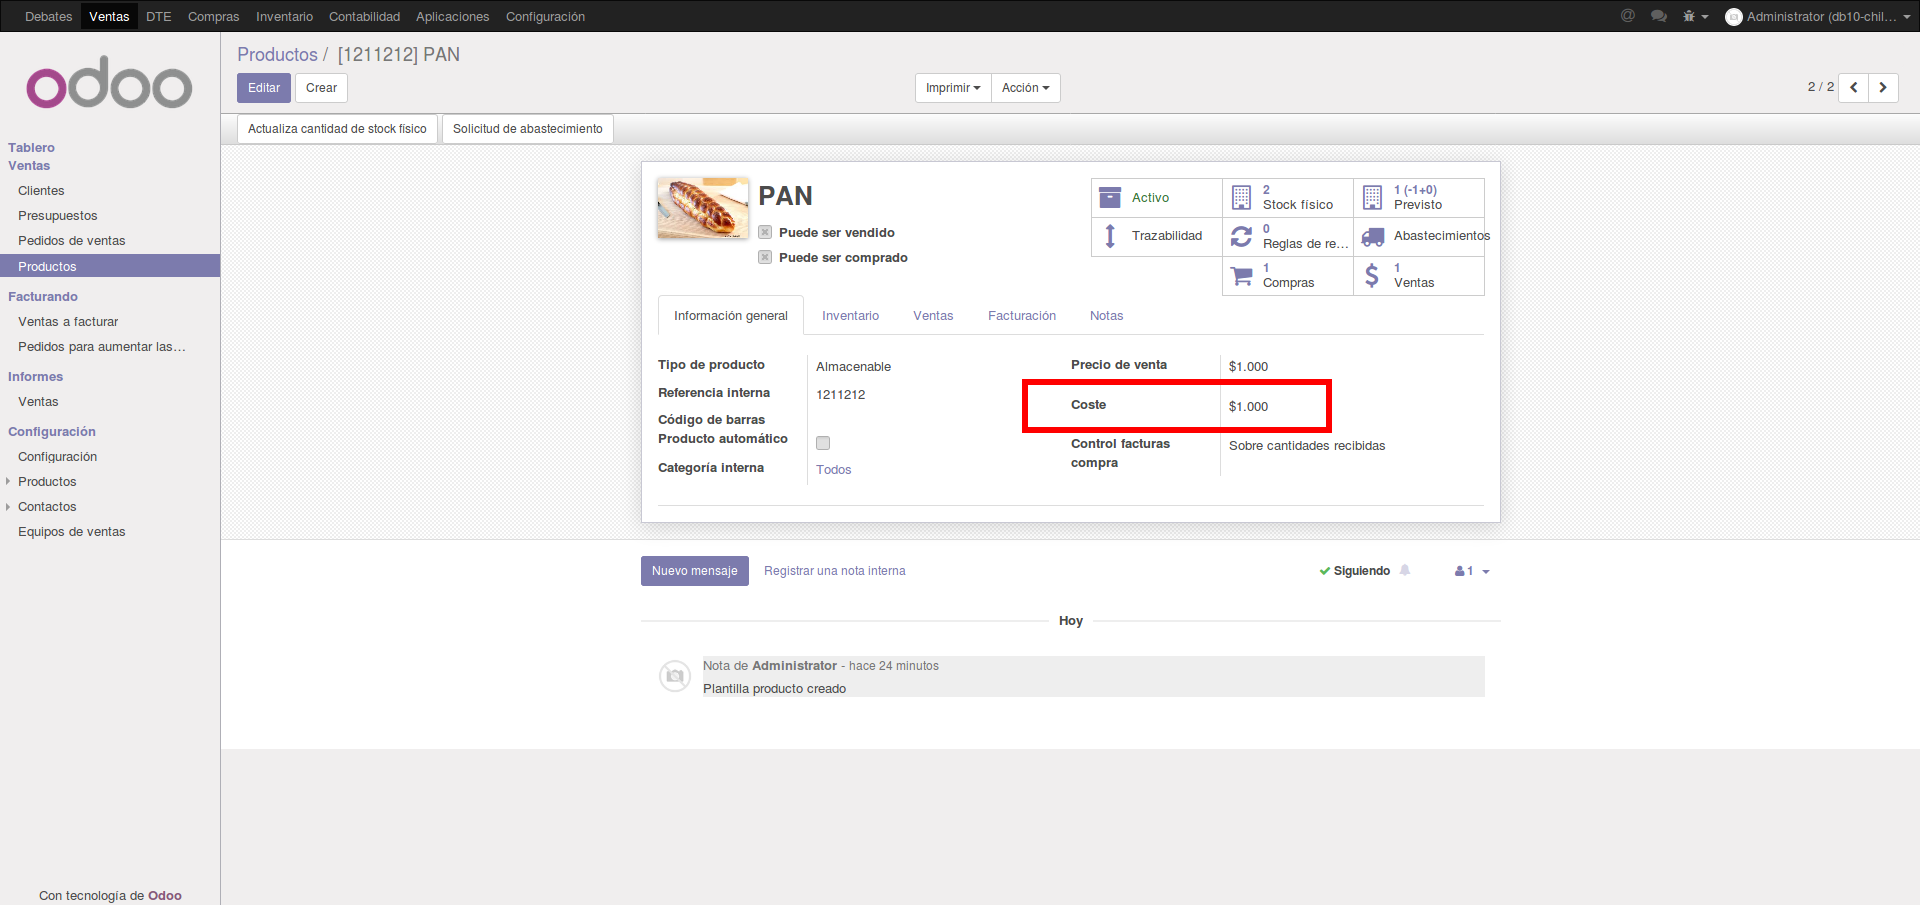 Debates Ventas DTE Compras Inventario Contabilidad Aplicaciones Configuración @ Administrator (db10-chil...
odoo
Productos / [1211212] PAN
Editar Crear Imprimir Acción 2 / 2
Actualiza cantidad de stock físico Solicitud de abastecimiento
Tablero
Ventas
Clientes
Presupuestos
Pedidos de ventas
Productos
Facturando
Ventas a facturar
Pedidos para aumentar las...
Informes
Ventas
Configuración
Configuración
Productos
Contactos
Equipos de ventas
Con tecnología de Odoo
PAN
Puede ser vendido
Puede ser comprado
Activo
2
Stock físico
1 (-1+0)
Previsto
Trazabilidad
0
Reglas de re...
Abastecimientos
1
Compras
1
Ventas
Información general Inventario Ventas Facturación Notas
Tipo de producto Almacenable
Referencia interna 1211212
Código de barras
Producto automático
Categoría interna Todos
Precio de venta $1.000
Coste $1.000
Control facturas compra Sobre cantidades recibidas
Nuevo mensaje Registrar una nota interna Siguiendo 1
Hoy
Nota de Administrator - hace 24 minutos
Plantilla producto creado